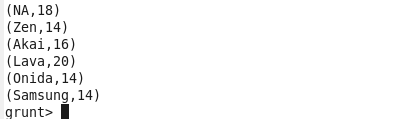 (NA,18)
(Zen,14)
(Akai,16)
(Lava,20)
(Onida,14)
(Samsung,14)
grunt>